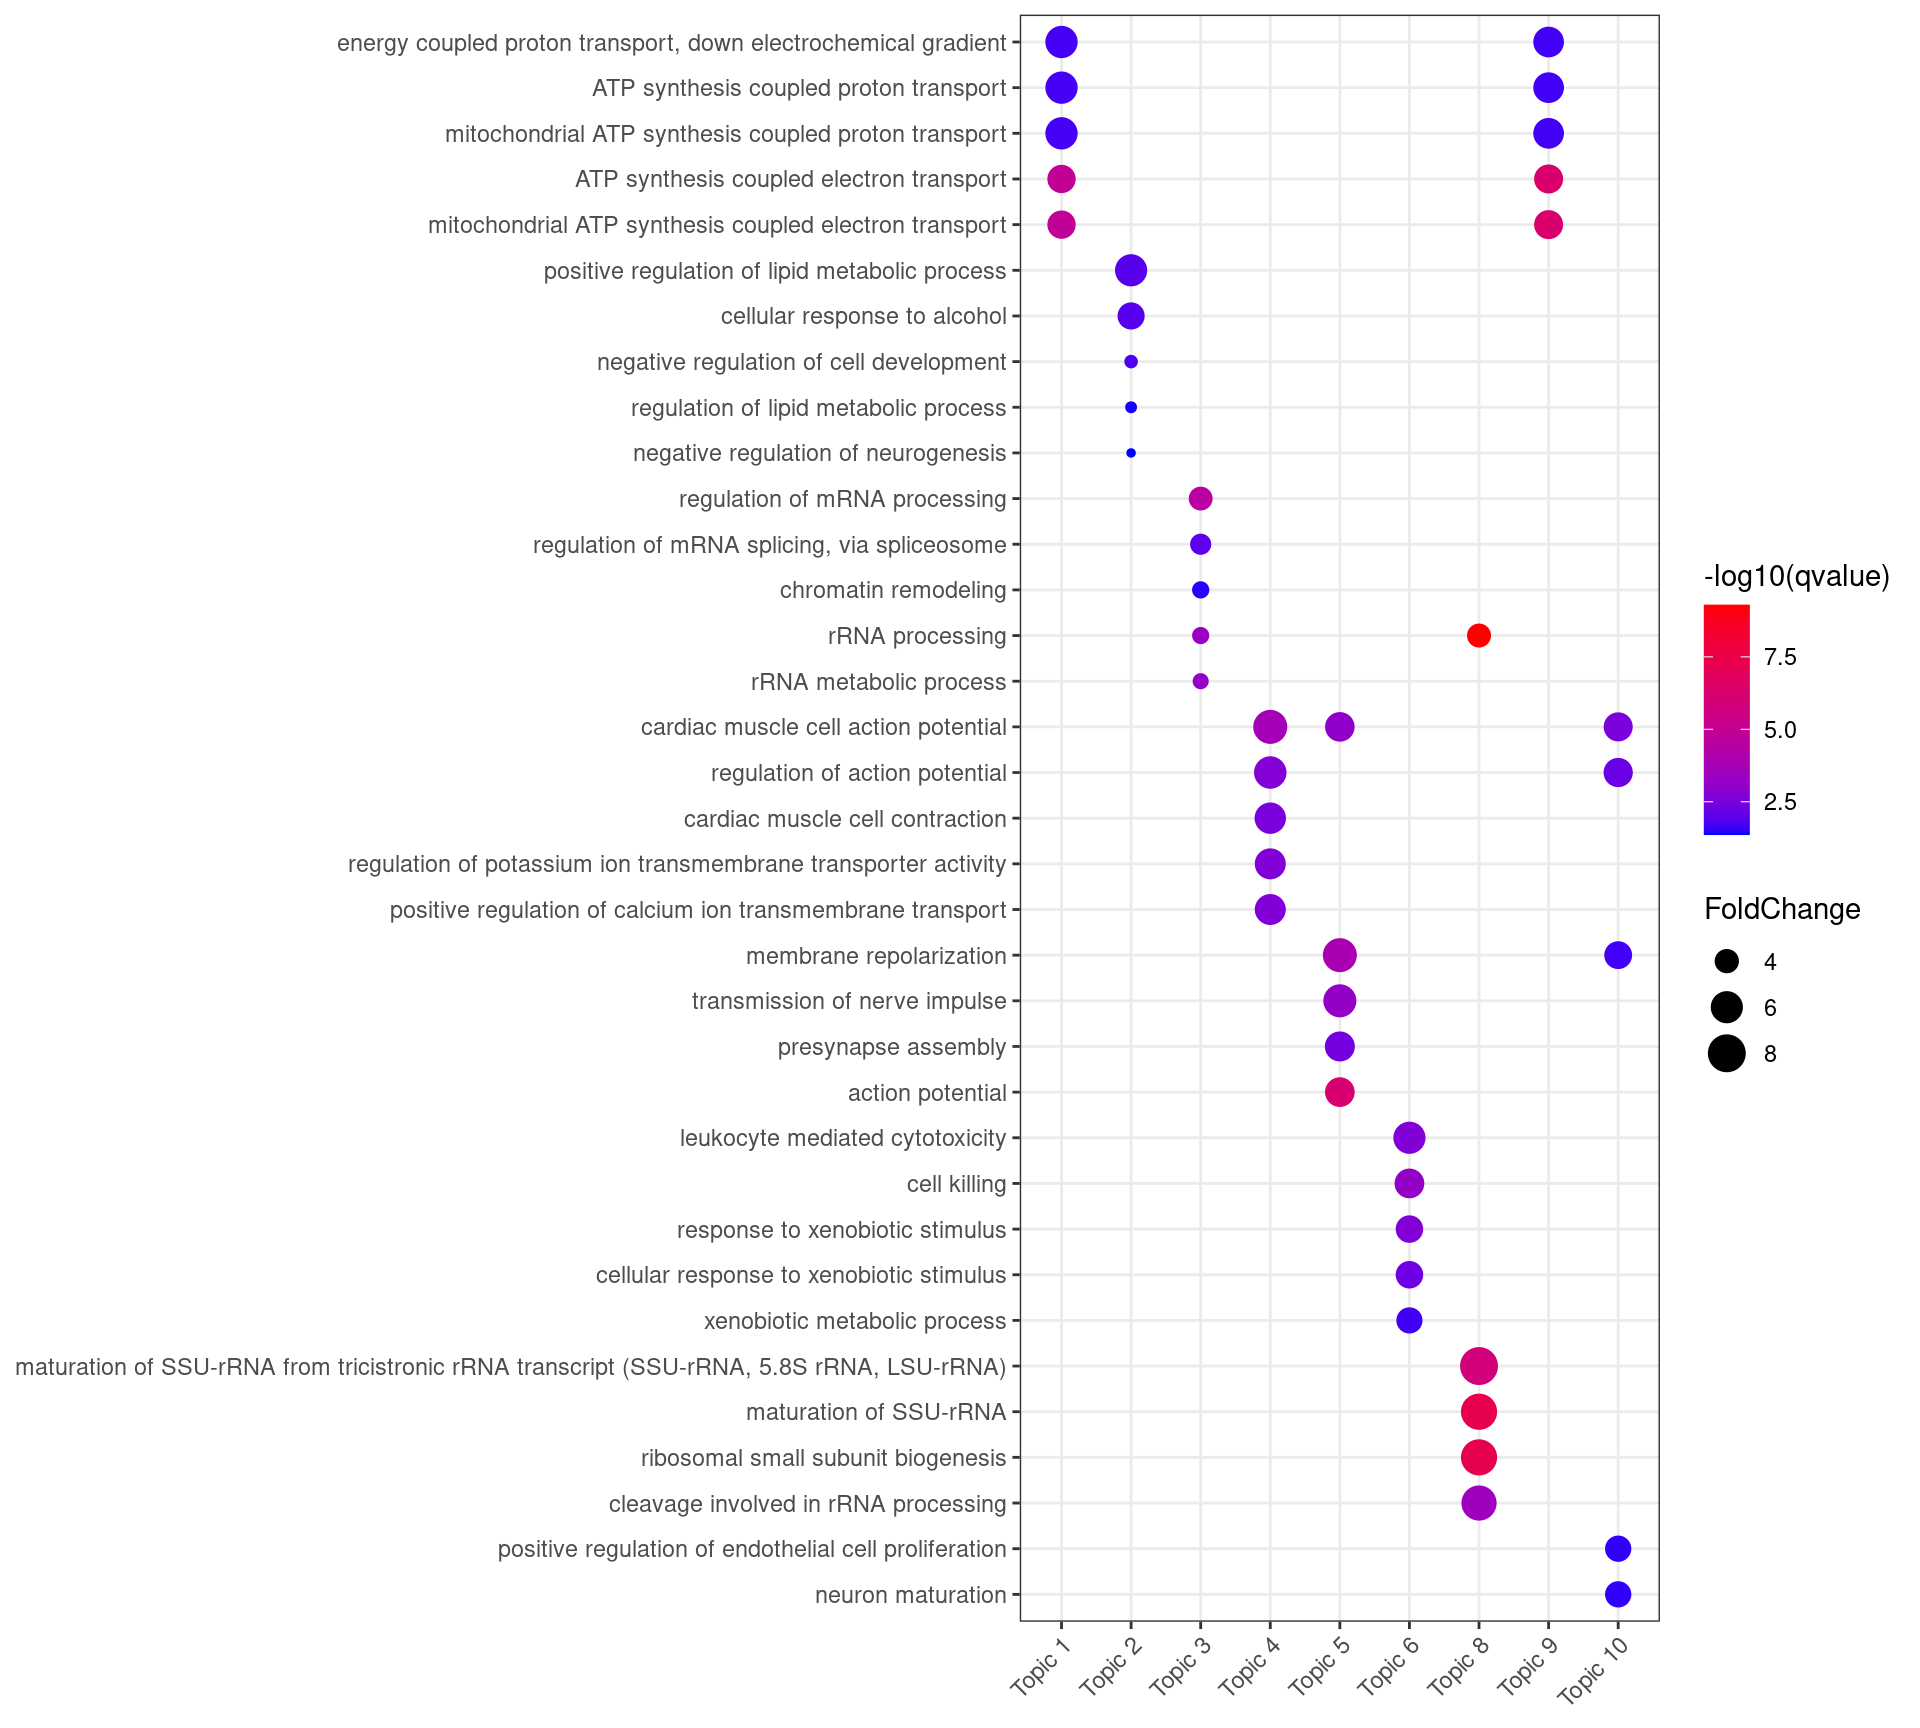 energy coupled proton transport, down electrochemical gradient
ATP synthesis coupled proton transport
mitochondrial ATP synthesis coupled proton transport
ATP synthesis coupled electron transport
mitochondrial ATP synthesis coupled electron transport
positive regulation of lipid metabolic process
cellular response to alcohol
negative regulation of cell development
regulation of lipid metabolic process
negative regulation of neurogenesis
regulation of mRNA processing
regulation of mRNA splicing, via spliceosome
chromatin remodeling
rRNA processing
rRNA metabolic process
cardiac muscle cell action potential
regulation of action potential
cardiac muscle cell contraction
regulation of potassium ion transmembrane transporter activity
positive regulation of calcium ion transmembrane transport
membrane repolarization
transmission of nerve impulse
presynapse assembly
action potential
leukocyte mediated cytotoxicity
cell killing
response to xenobiotic stimulus
cellular response to xenobiotic stimulus
xenobiotic metabolic process
maturation of SSU-rRNA from tricistronic rRNA transcript (SSU-rRNA, 5.8S rRNA, LSU-rRNA)
maturation of SSU-rRNA
ribosomal small subunit biogenesis
cleavage involved in rRNA processing
positive regulation of endothelial cell proliferation
neuron maturation
Topic 1
Topic 2
Topic 3
Topic 4
Topic 5
Topic 6
Topic 8
Topic 9
Topic 10
-log10(qvalue)
7.5
5.0
2.5
FoldChange
4
6
8